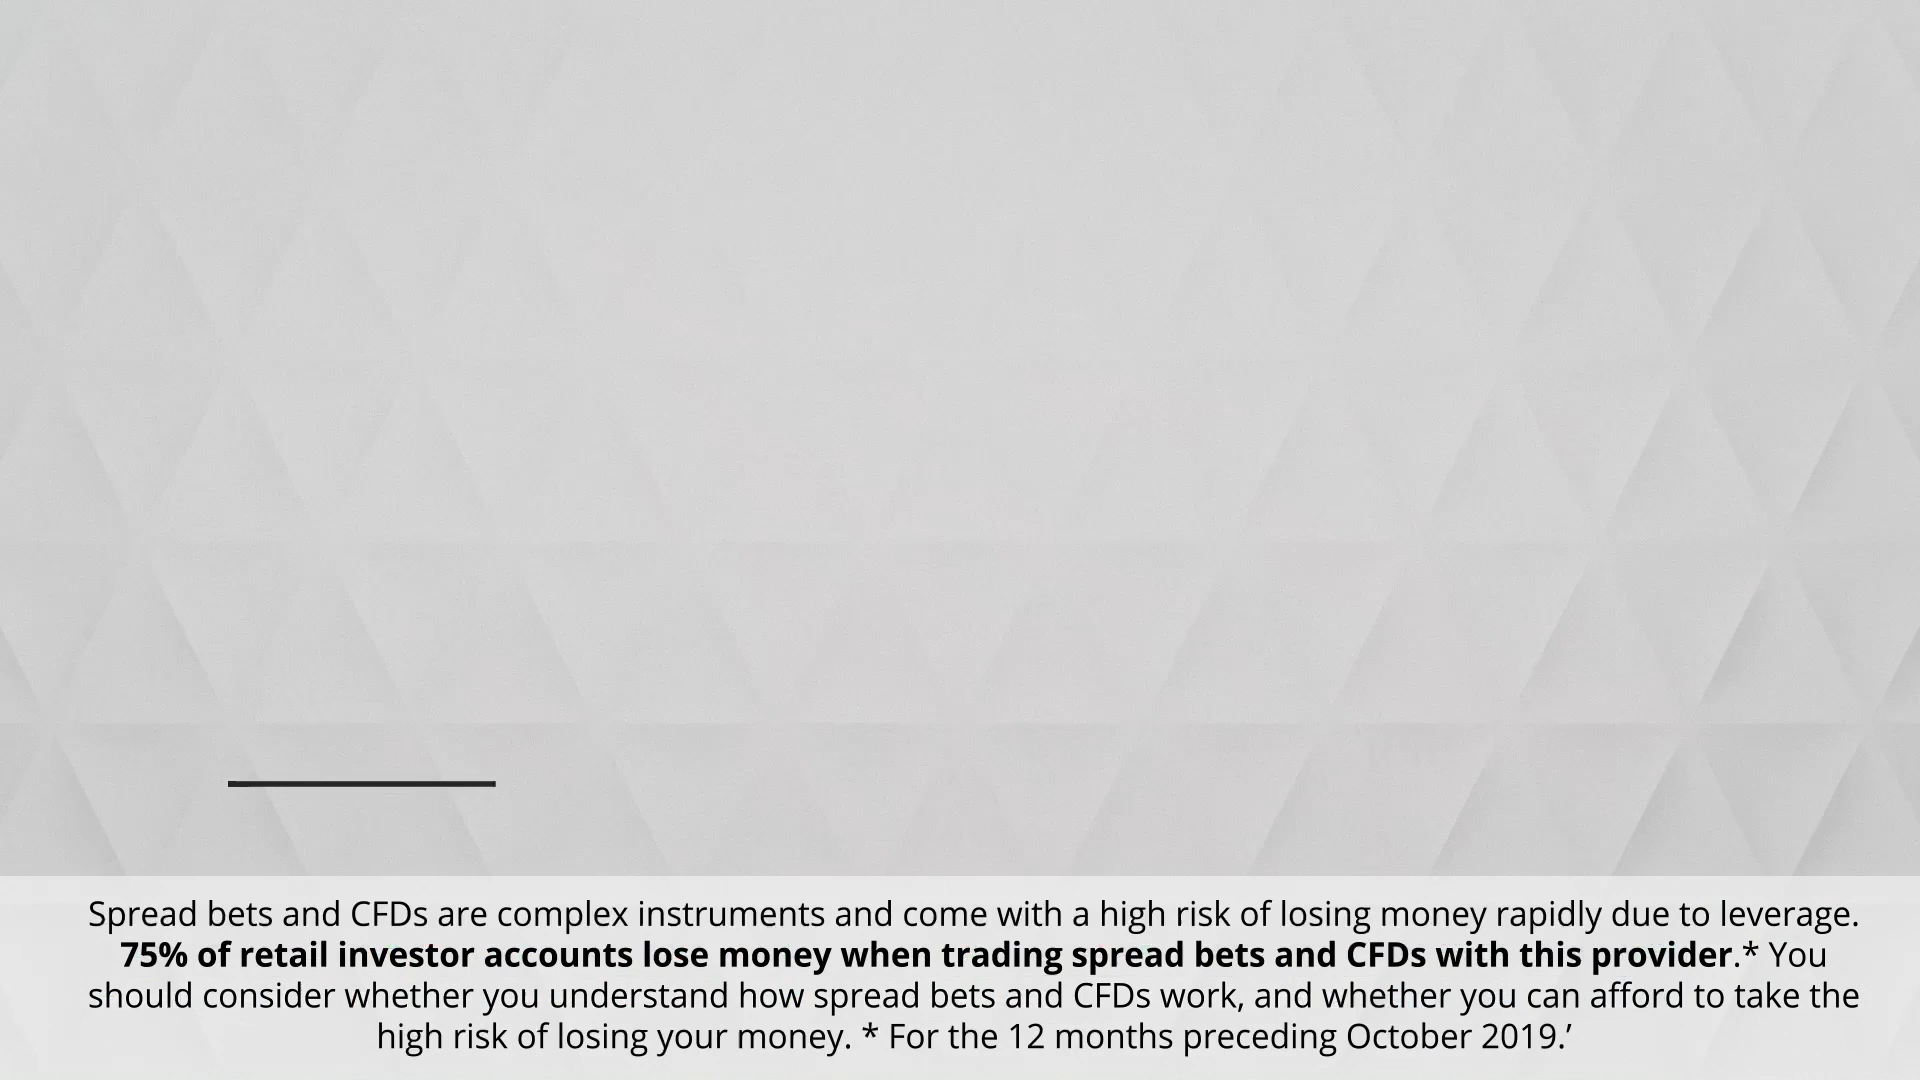 Spread bets and CFDs are complex instruments and come with a high risk of losing money rapidly due to leverage.
75% of retail investor accounts lose money when trading spread bets and CFDs with this provider.* You
should consider whether you understand how spread bets and CFDs work, and whether you can afford to take the
high risk of losing your money. * For the 12 months preceding October 2019.’